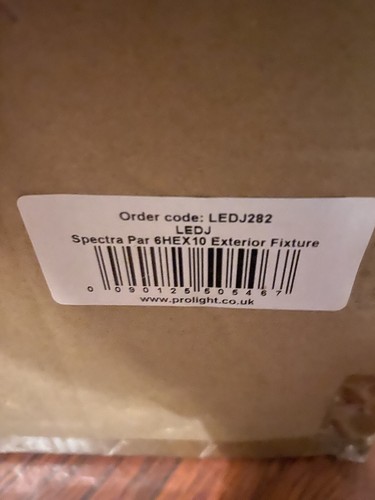 Order code: LEDJ282
LEDJ
Spectra Par 6HEX10 Exterior Fixture
0 090125 505467
www.prolight.co.uk